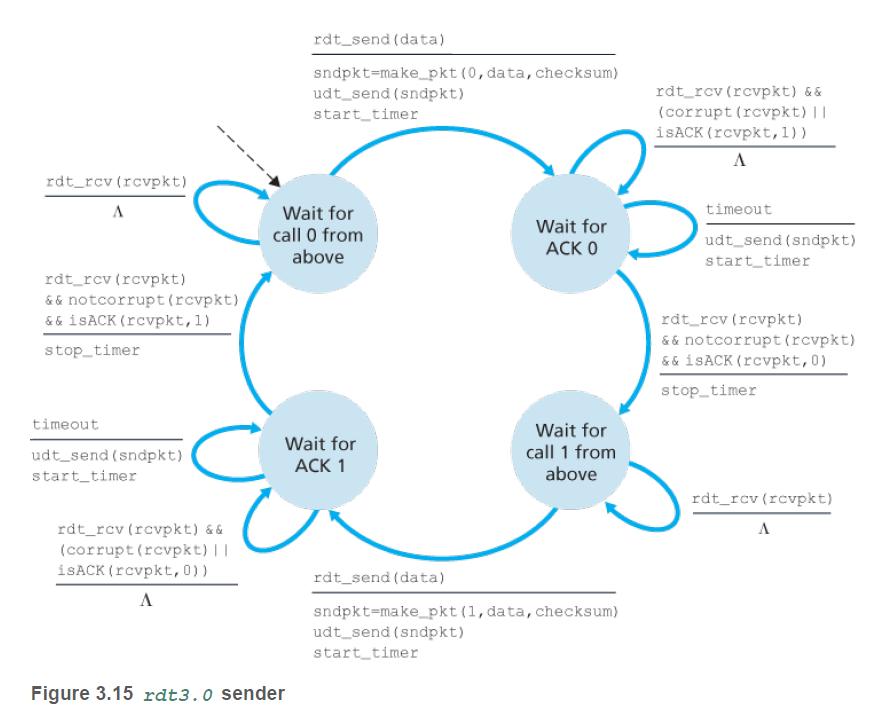 rdt_send(data)
sndpkt=make_pkt(0,data,checksum)
udt_send(sndpkt)
start_timer
rdt_rcv(rcvpkt) &&
(corrupt(rcvpkt)||
isACK(rcvpkt,1))
Λ
rdt_rcv(rcvpkt)
Λ
Wait for
call 0 from
above
Wait for
ACK 0
timeout
udt_send(sndpkt)
start_timer
rdt_rcv(rcvpkt)
&& notcorrupt(rcvpkt)
&& isACK(rcvpkt,1)
stop_timer
rdt_rcv(rcvpkt)
&& notcorrupt(rcvpkt)
&& isACK(rcvpkt,0)
stop_timer
timeout
udt_send(sndpkt)
start_timer
Wait for
ACK 1
Wait for
call 1 from
above
rdt_rcv(rcvpkt)
Λ
rdt_rcv(rcvpkt) &&
(corrupt(rcvpkt)||
isACK(rcvpkt,0))
Λ
rdt_send(data)
sndpkt=make_pkt(1,data,checksum)
udt_send(sndpkt)
start_timer
Figure 3.15 rdt3.0 sender